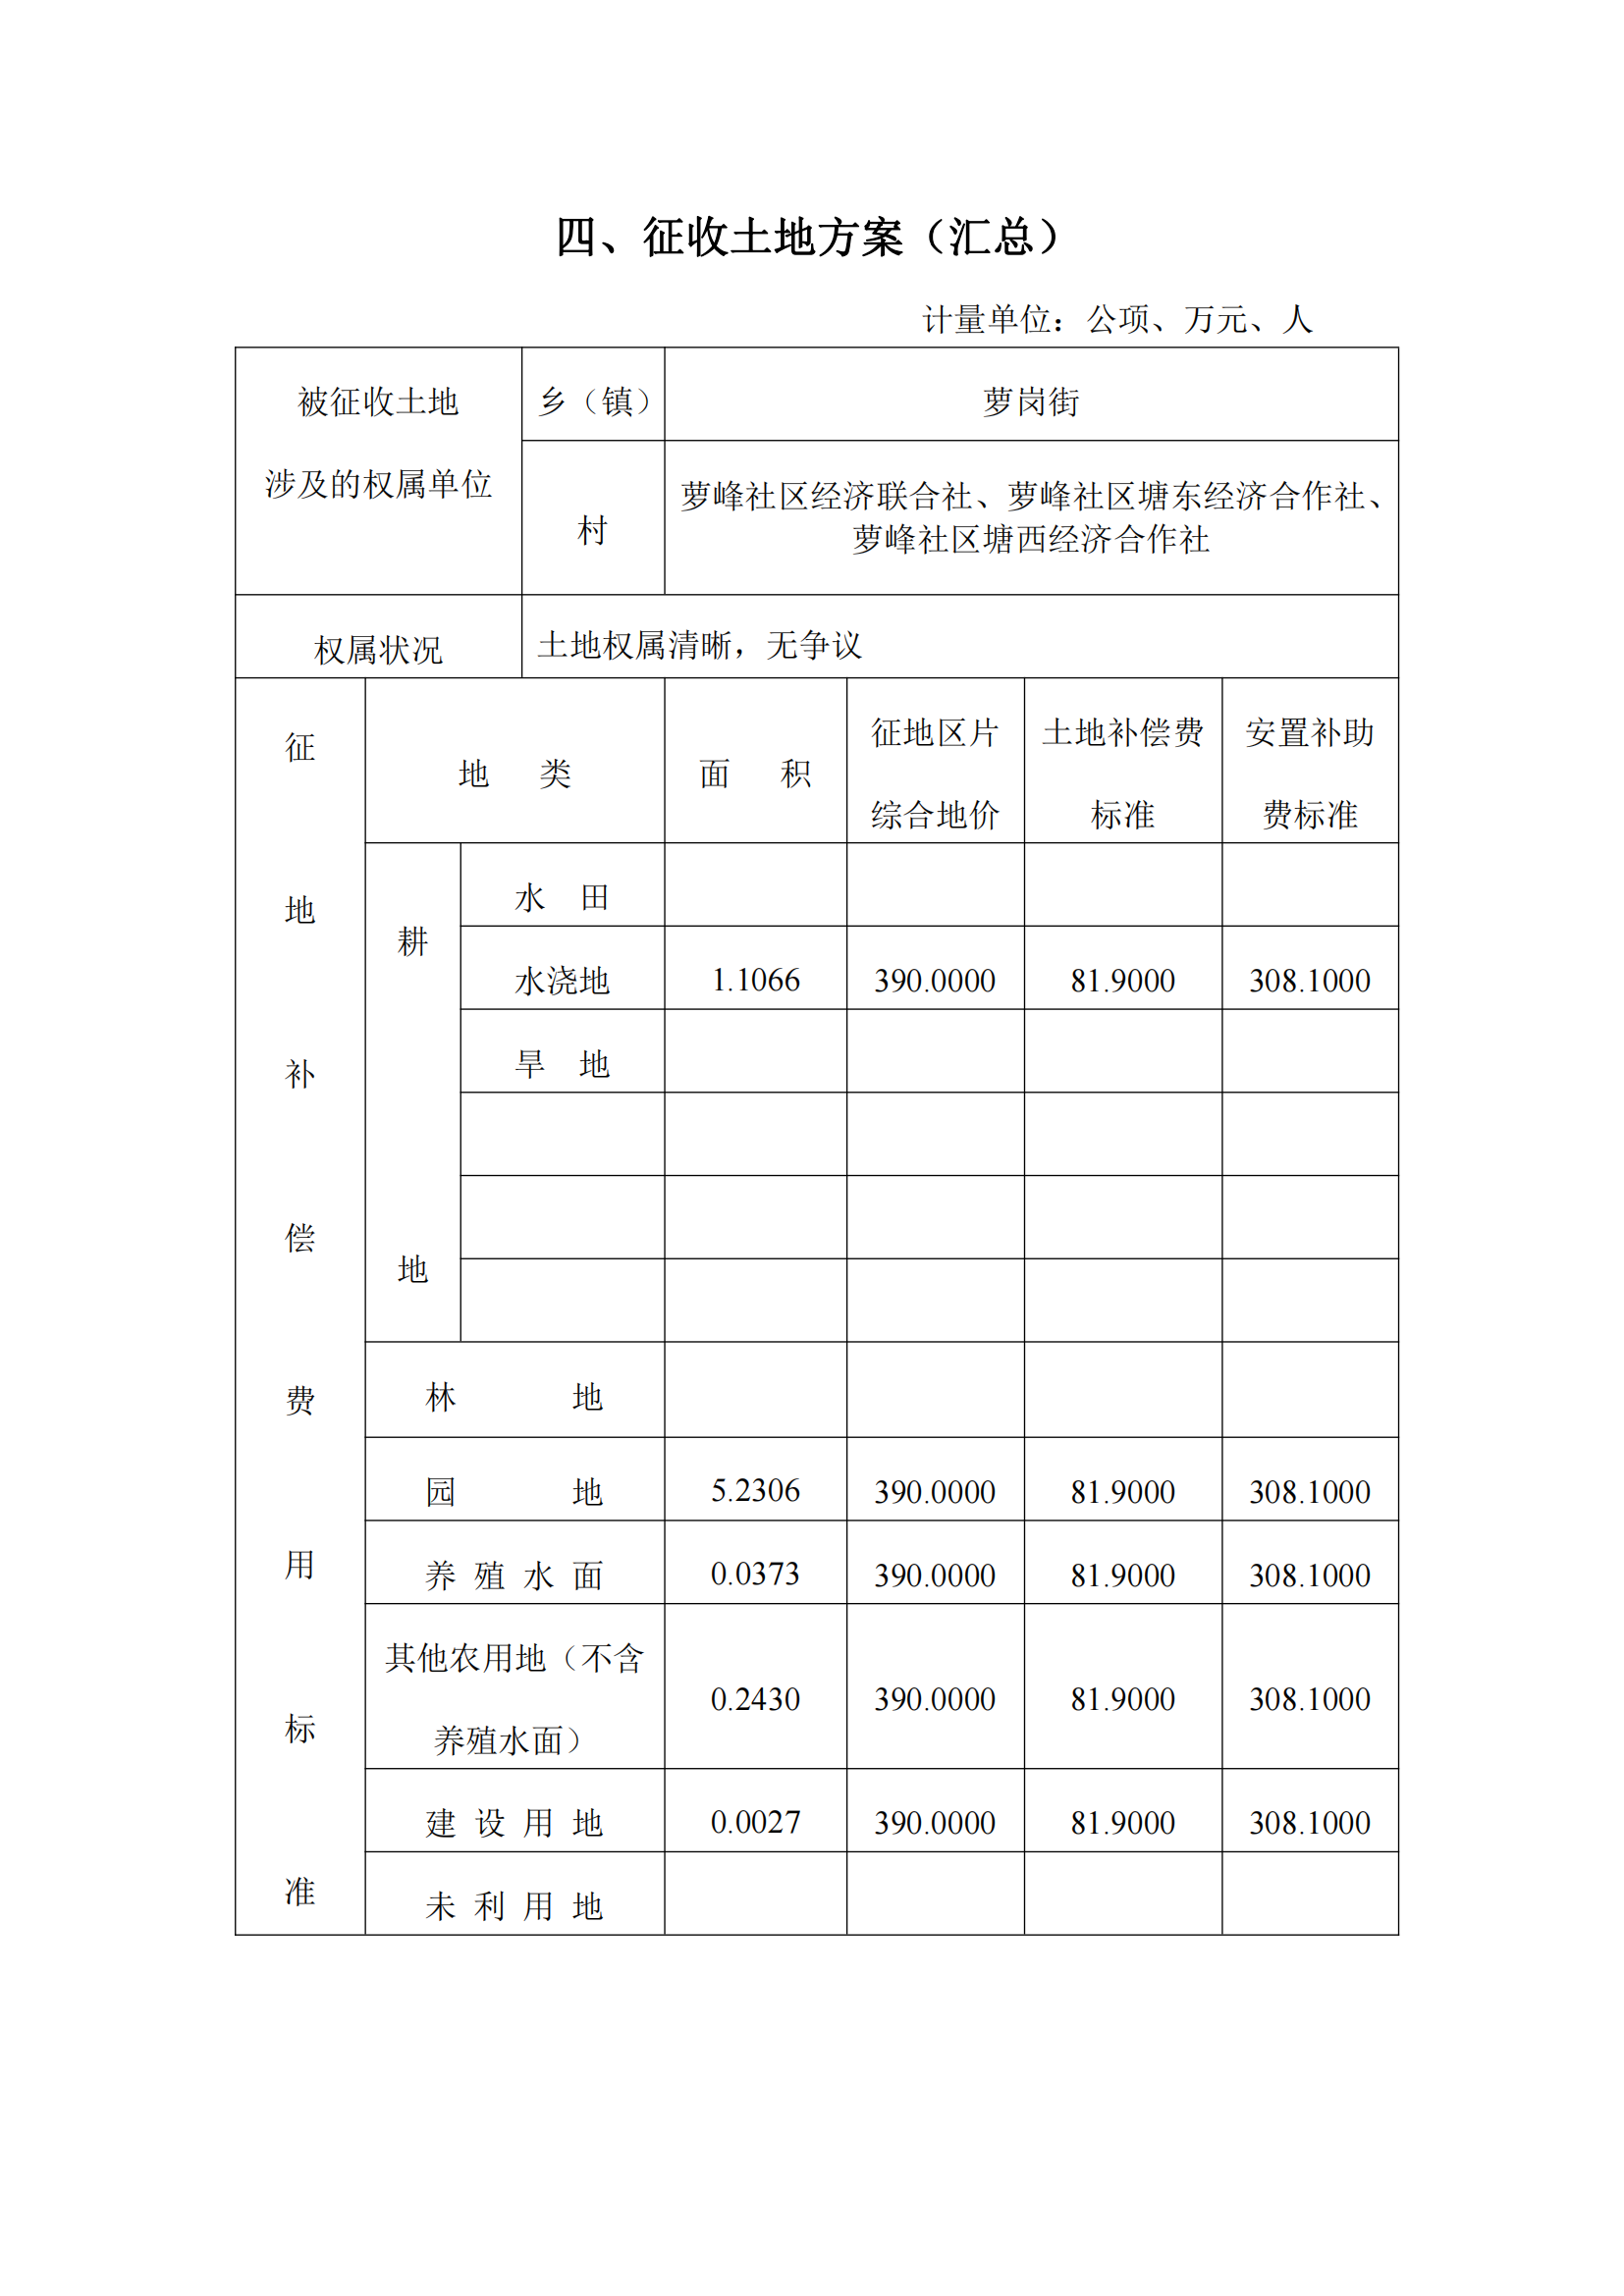 四、征收土地方案（汇总）
计量单位：公项、万元、人
被征收土地
涉及的权属单位
乡（镇）
萝岗街
村
萝峰社区经济联合社、萝峰社区塘东经济合作社、
萝峰社区塘西经济合作社
权属状况
土地权属清晰，无争议
征地补偿费用标准
地 类
面 积
征地区片
综合地价
土地补偿费
标准
安置补助
费标准
耕地
水 田
水浇地 1.1066 390.0000 81.9000 308.1000
旱 地
林 地
园 地 5.2306 390.0000 81.9000 308.1000
养 殖 水 面 0.0373 390.0000 81.9000 308.1000
其他农用地（不含
养殖水面）
0.2430 390.0000 81.9000 308.1000
建 设 用 地 0.0027 390.0000 81.9000 308.1000
未 利 用 地